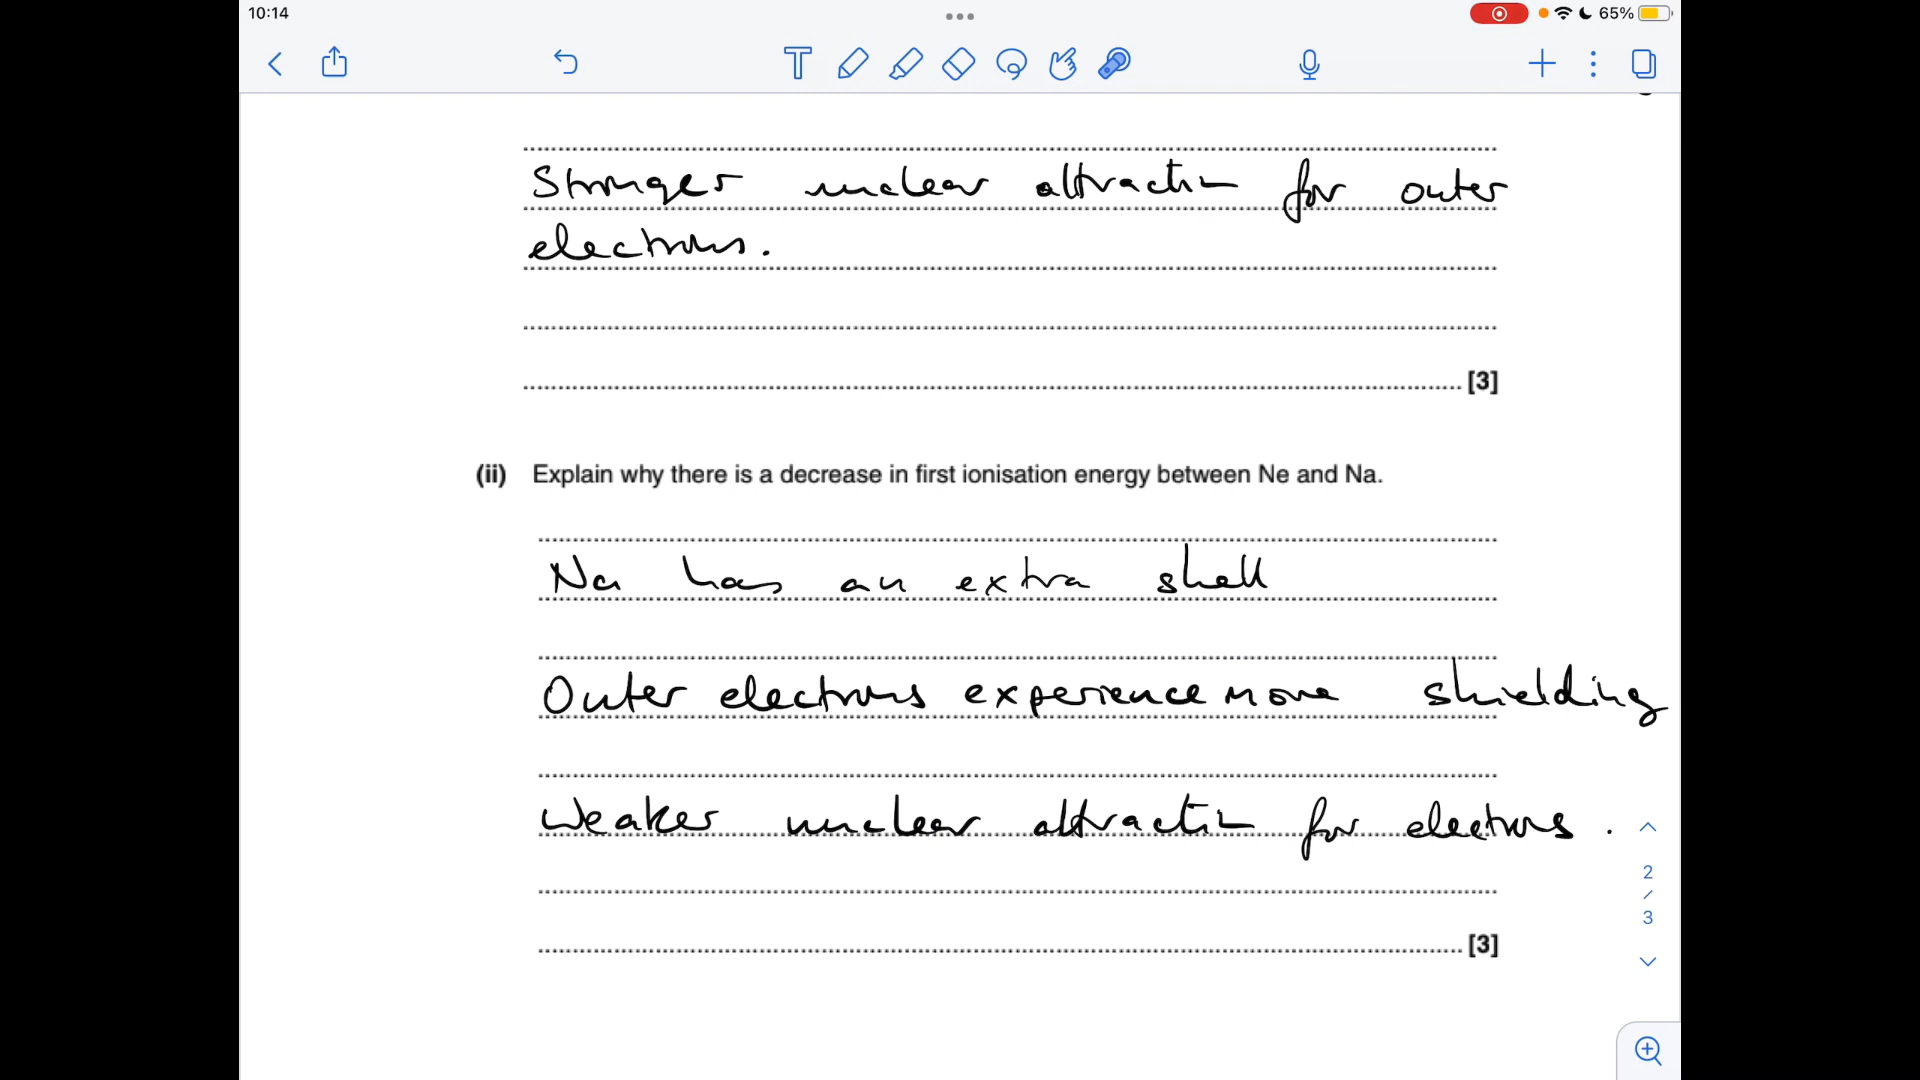 10:14
65%
Stronger nuclear attraction for outer
electrons.
[3]
(ii) Explain why there is a decrease in first ionisation energy between Ne and Na.
Na has an extra shell
Outer electrons experience more shielding
Weaker nuclear attraction for electrons.
2
/
3
[3]